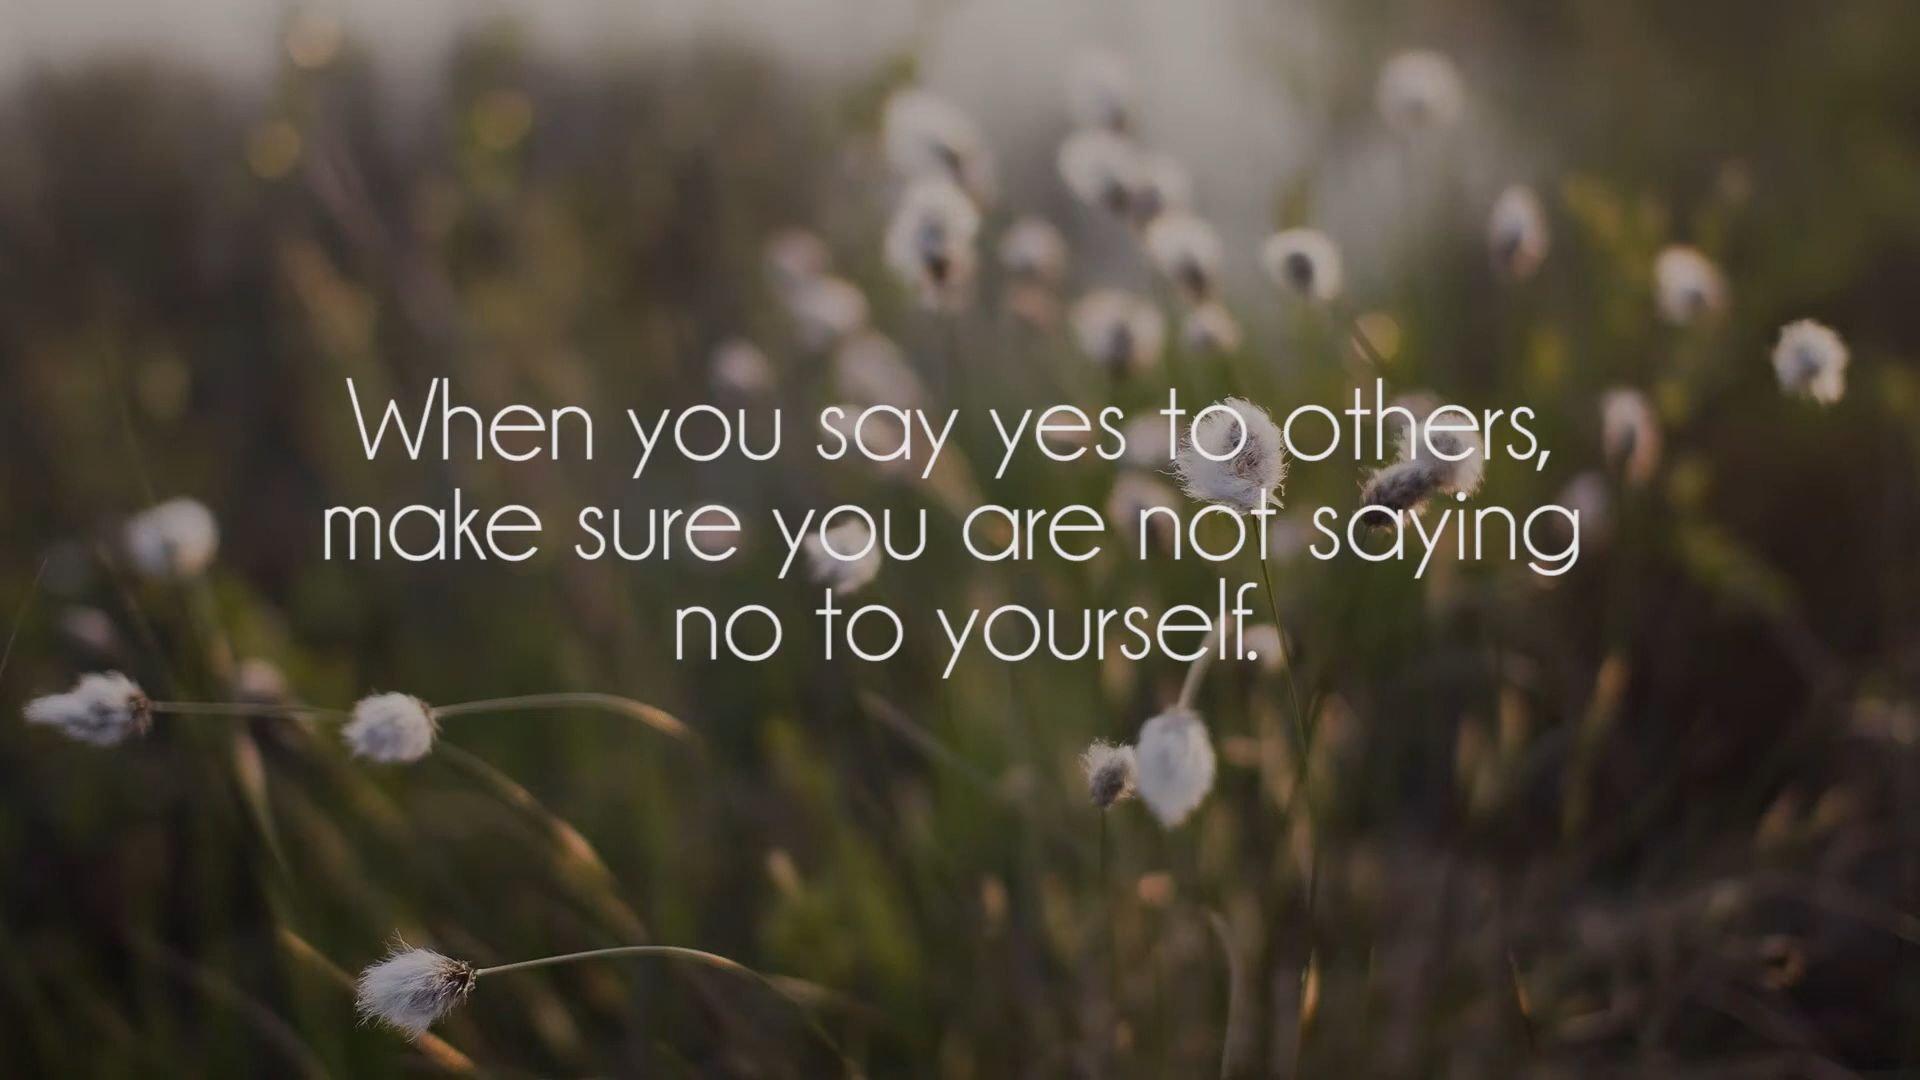 When you say yes to others,
make sure you are not saying
no to yourself.